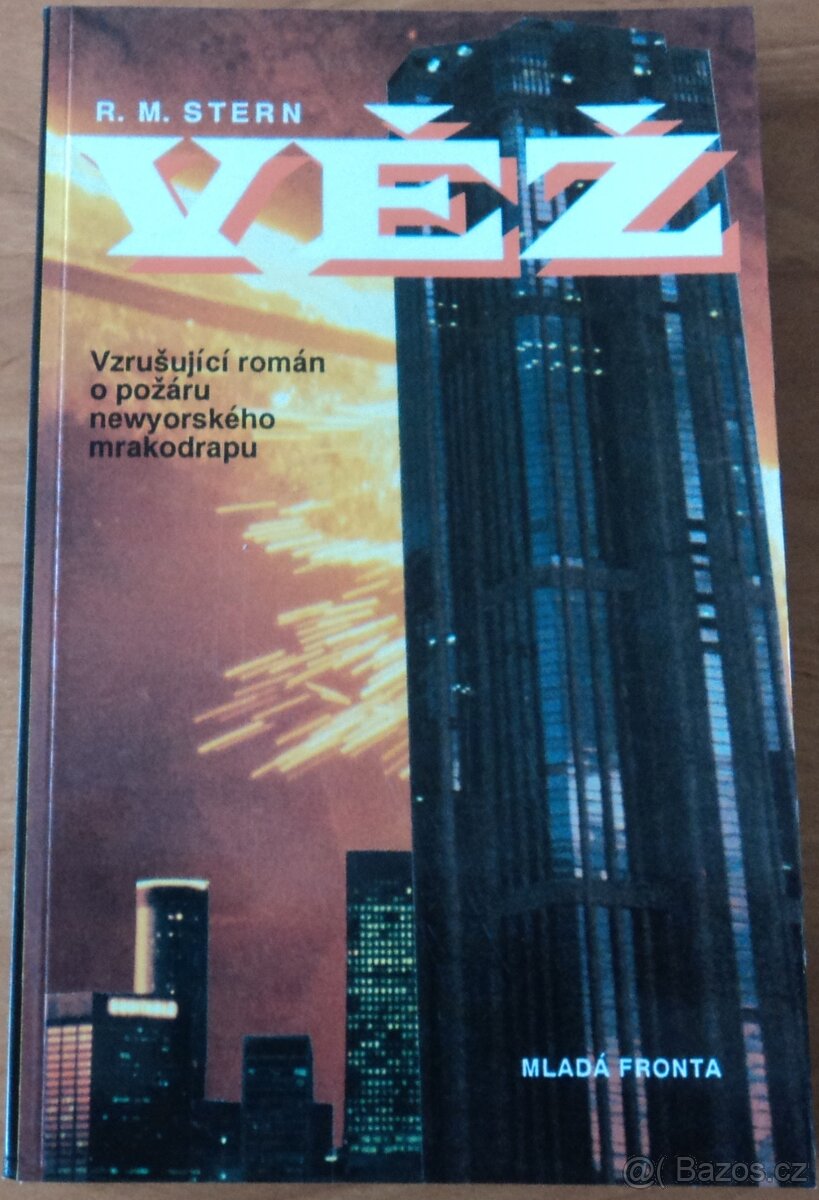 R. M. STERN
VĚŽ
Vzrušující román
o požáru
newyorského
mrakodrapu
MLADÁ FRONTA
@( Bazos.cz